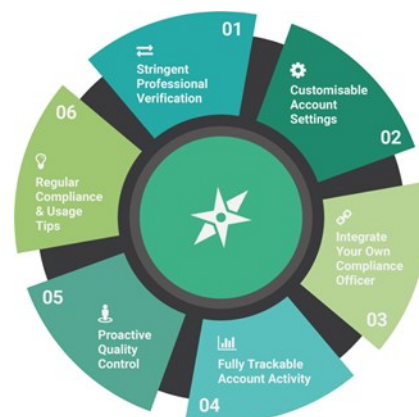 01
Stringent
Professional
Verification
Customisable
Account
Settings
02
Integrate
Your Own
Compliance
Officer
03
Fully Trackable
Account Activity
04
05
Proactive
Quality
Control
06
Regular
Compliance
& Usage
Tips